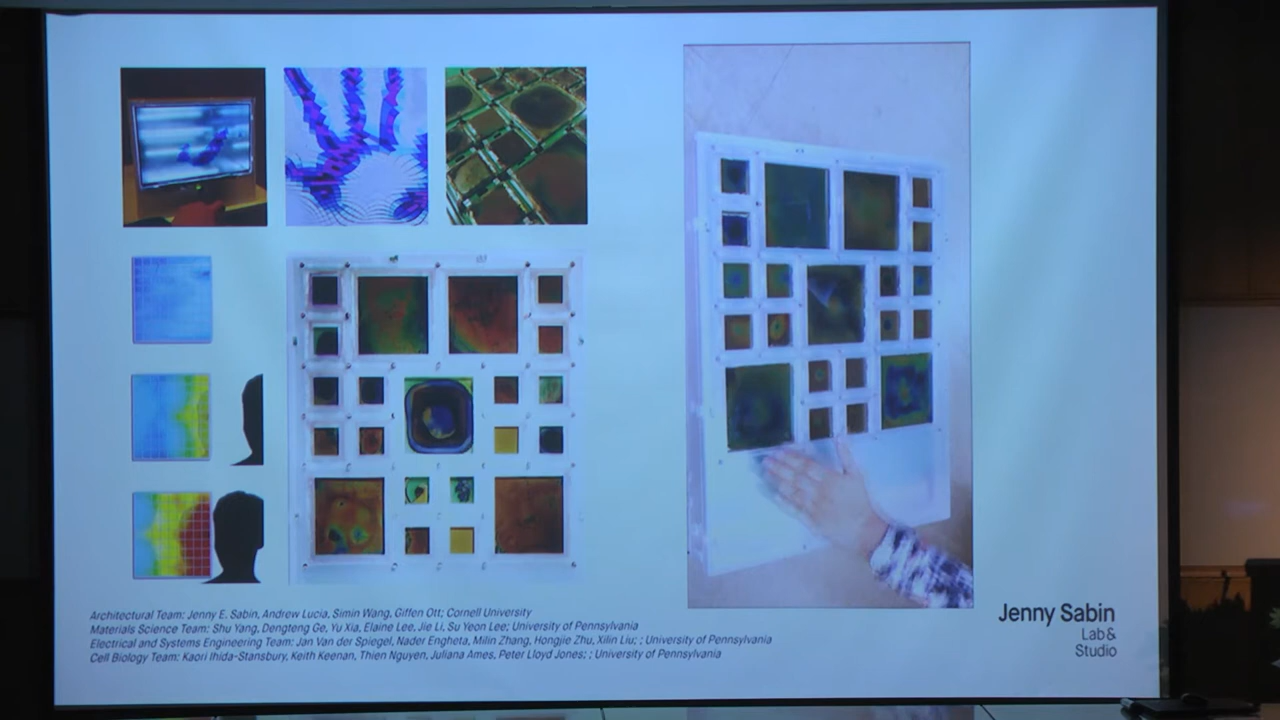 Architectural Team: Jenny E. Sabin, Andrew Lucia, Simin Wang, Giffen Ott; Cornell University
Materials Science Team: Shu Yang, Dengteng Ge, Yu Xia, Elaine Lee, Jie Li, Su Yeon Lee; University of Pennsylvania
Electrical and Systems Engineering Team: Jan Van der Spiegel, Nader Engheta, Milin Zhang, Hongjie Zhu, Xilin Liu; ; University of Pennsylvania
Cell Biology Team: Kaori Ihida-Stansbury, Keith Keenan, Thien Nguyen, Juliana Ames, Peter Lloyd Jones; ; University of Pennsylvania
Jenny Sabin
Lab &
Studio